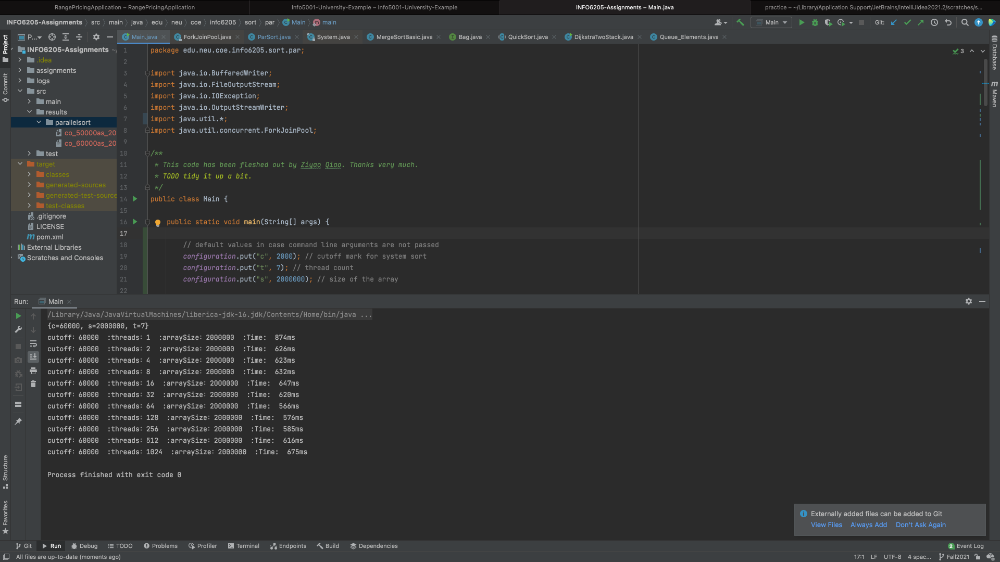 RangePricingApplication – RangePricingApplication
Info5001-University-Example – Info5001-University-Example
INFO6205-Assignments – Main.java
practice – ~/Library/Application Support/JetBrains/IntelliJIdea2021.2/scratches/s...
INFO6205-Assignments > src > main > java > edu > neu > coe > info6205 > sort > par > Main > main
Main
Git:
Project
P...
Main.java
ForkJoinPool.java
ParSort.java
System.java
MergeSortBasic.java
Bag.java
QuickSort.java
DijkstraTwoStack.java
Queue_Elements.java
Commit
INFO6205-Assignments
.idea
assignments
logs
src
main
results
parallelsort
co_50000as_20
co_60000as_20
test
target
classes
generated-sources
generated-test-source
test-classes
.gitignore
LICENSE
pom.xml
External Libraries
Scratches and Consoles
3
1 package edu.neu.coe.info6205.sort.par;
2
3 import java.io.BufferedWriter;
4 import java.io.FileOutputStream;
5 import java.io.IOException;
6 import java.io.OutputStreamWriter;
7 import java.util.*;
8 import java.util.concurrent.ForkJoinPool;
9
10 /**
11 * This code has been fleshed out by Ziyao Qiao. Thanks very much.
12 * TODO tidy it up a bit.
13 */
14 public class Main {
15
16 public static void main(String[] args) {
17
18 // default values in case command line arguments are not passed
19 configuration.put("c", 2000); // cutoff mark for system sort
20 configuration.put("t", 7); // thread count
21 configuration.put("s", 2000000); // size of the array
22
Database
Maven
Run: Main
/Library/Java/JavaVirtualMachines/liberica-jdk-16.jdk/Contents/Home/bin/java ...
{c=60000, s=2000000, t=7}
cutoff: 60000 :threads: 1 :arraySize: 2000000 :Time: 874ms
cutoff: 60000 :threads: 2 :arraySize: 2000000 :Time: 626ms
cutoff: 60000 :threads: 4 :arraySize: 2000000 :Time: 623ms
cutoff: 60000 :threads: 8 :arraySize: 2000000 :Time: 632ms
cutoff: 60000 :threads: 16 :arraySize: 2000000 :Time: 647ms
cutoff: 60000 :threads: 32 :arraySize: 2000000 :Time: 620ms
cutoff: 60000 :threads: 64 :arraySize: 2000000 :Time: 566ms
cutoff: 60000 :threads: 128 :arraySize: 2000000 :Time: 576ms
cutoff: 60000 :threads: 256 :arraySize: 2000000 :Time: 585ms
cutoff: 60000 :threads: 512 :arraySize: 2000000 :Time: 616ms
cutoff: 60000 :threads: 1024 :arraySize: 2000000 :Time: 675ms
Process finished with exit code 0
Structure
Favorites
Externally added files can be added to Git
View Files Always Add Don't Ask Again
Git Run Debug TODO Problems Profiler Terminal Endpoints Build Dependencies
2 Event Log
All files are up-to-date (moments ago)
17:1 LF UTF-8 4 spac... Fall2021